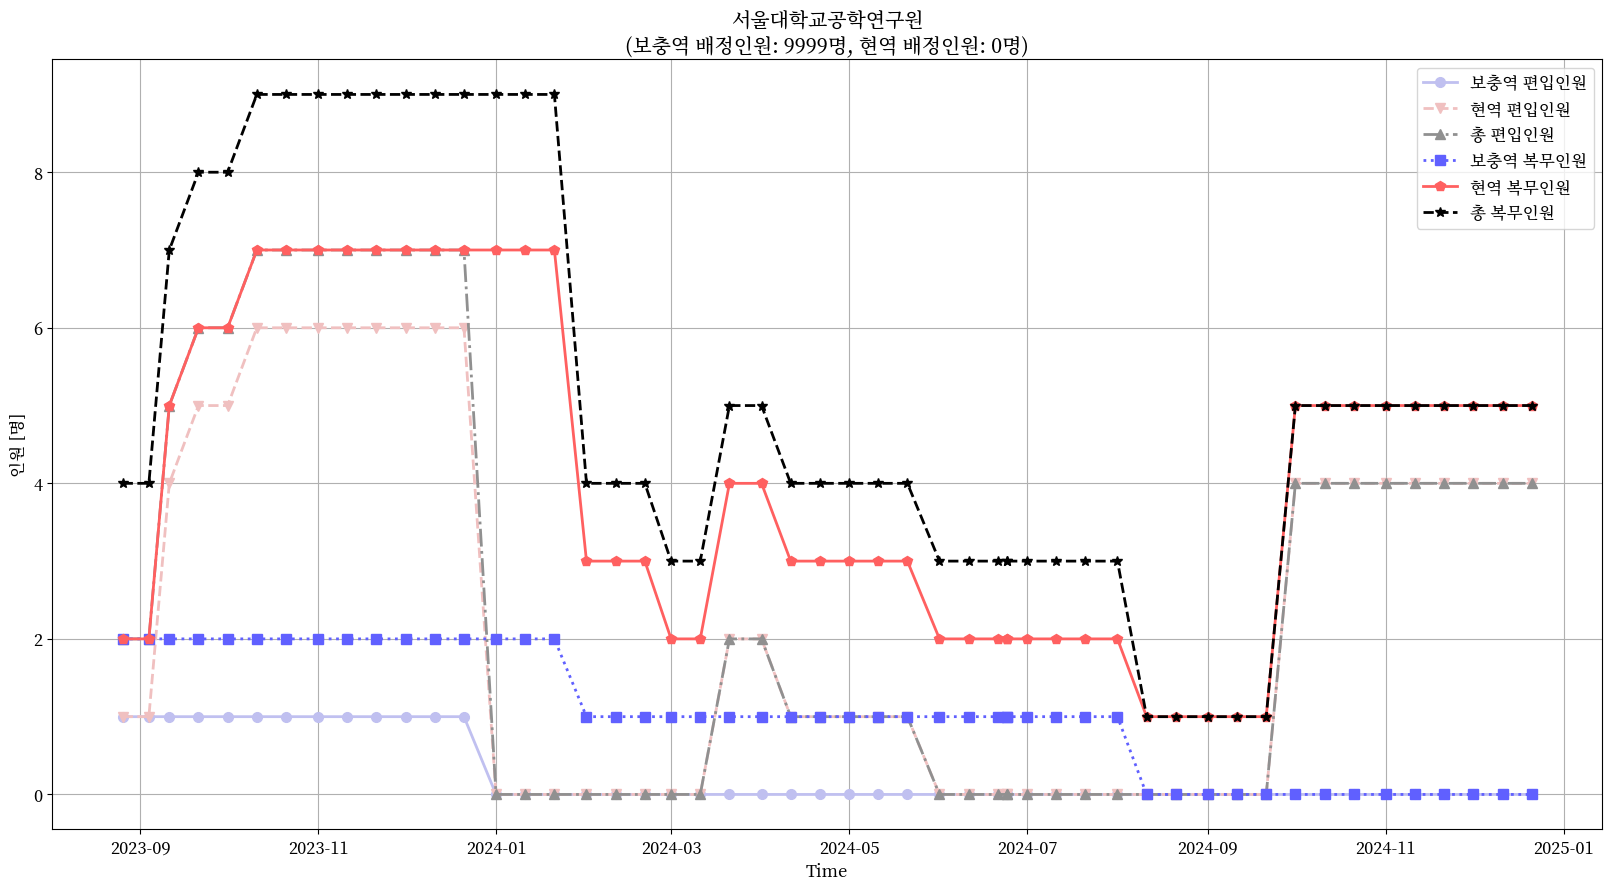 서울대학교공학연구원
(보충역 배정인원: 9999명, 현역 배정인원: 0명)
보충역 편입인원
현역 편입인원
총 편입인원
보충역 복무인원
현역 복무인원
총 복무인원
인원 [명]
8
6
4
2
0
2023-09
2023-11
2024-01
2024-03
2024-05
2024-07
2024-09
2024-11
2025-01
Time